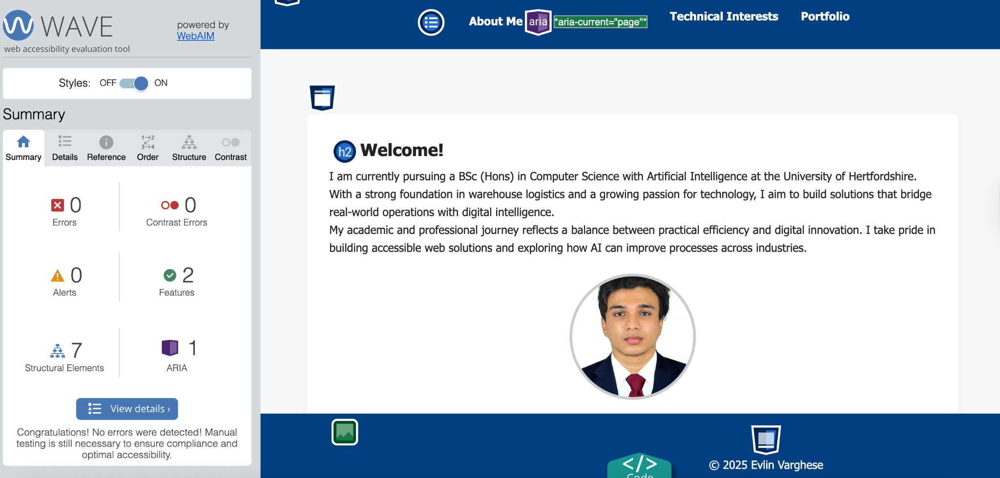 WAVE
powered by
WebAIM
web accessibility evaluation tool
Styles: OFF ON
Summary
1 2
3 4
Summary Details Reference Order Structure Contrast
0 Errors
0 Contrast Errors
0 Alerts
2 Features
7 Structural Elements
1 ARIA
View details ›
Congratulations! No errors were detected! Manual
testing is still necessary to ensure compliance and
optimal accessibility.
About Me aria *aria-current="page"* Technical Interests Portfolio
h2 Welcome!
I am currently pursuing a BSc (Hons) in Computer Science with Artificial Intelligence at the University of Hertfordshire.
With a strong foundation in warehouse logistics and a growing passion for technology, I aim to build solutions that bridge
real-world operations with digital intelligence.
My academic and professional journey reflects a balance between practical efficiency and digital innovation. I take pride in
building accessible web solutions and exploring how AI can improve processes across industries.
</>
Code
© 2025 Evlin Varghese